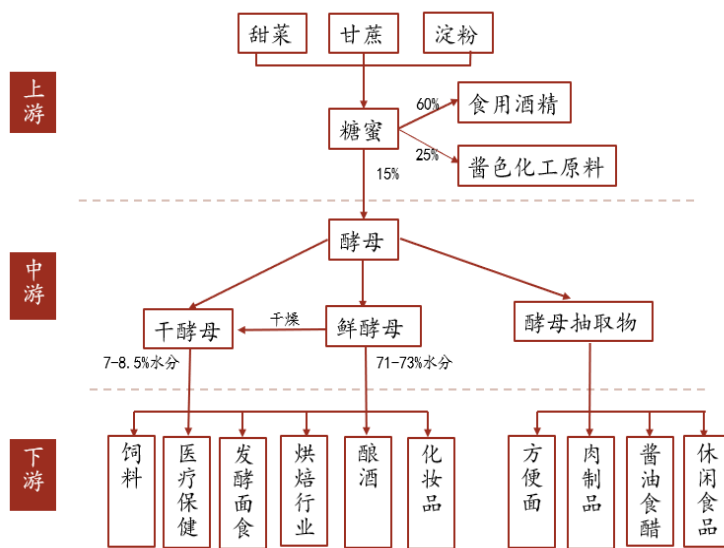 甜菜
甘蔗
淀粉
上游
60%
食用酒精
糖蜜
25%
酱色化工原料
15%
酵母
中游
干酵母
干燥
鲜酵母
酵母抽取物
7-8.5%水分
71-73%水分
下游
饲料
医疗保健
发酵面食
烘焙行业
酿酒
化妆品
方便面
肉制品
酱油食醋
休闲食品